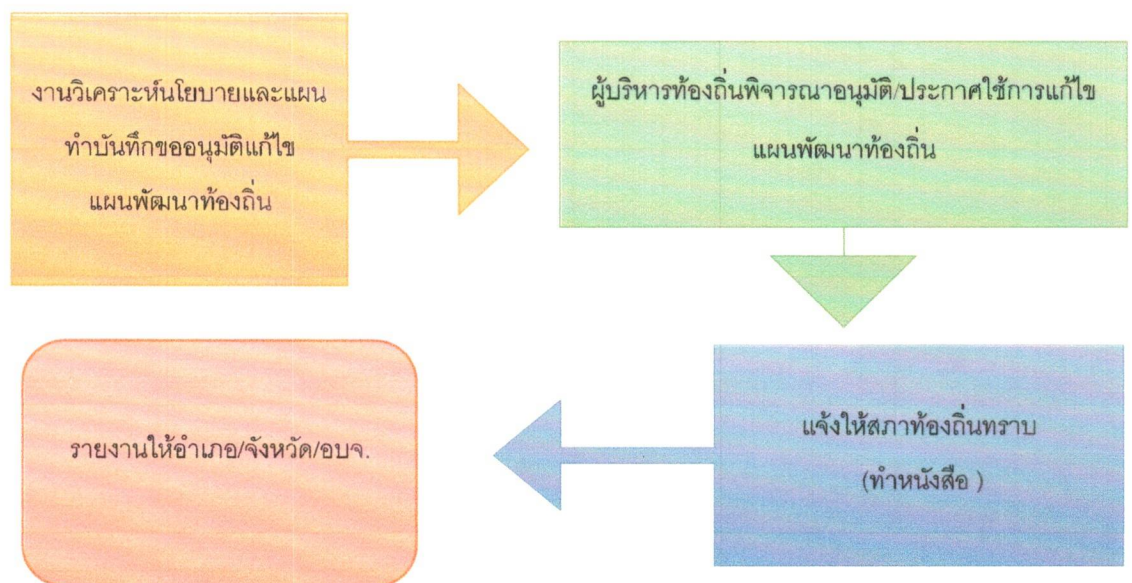 งานวิเคราะห์นโยบายและแผน
ทำบันทึกขออนุมัติแก้ไข
แผนพัฒนาท้องถิ่น
ผู้บริหารท้องถิ่นพิจารณาอนุมัติ/ประกาศใช้การแก้ไข
แผนพัฒนาท้องถิ่น
แจ้งให้สภาท้องถิ่นทราบ
(ทำหนังสือ )
รายงานให้อำเภอ/จังหวัด/อบจ.